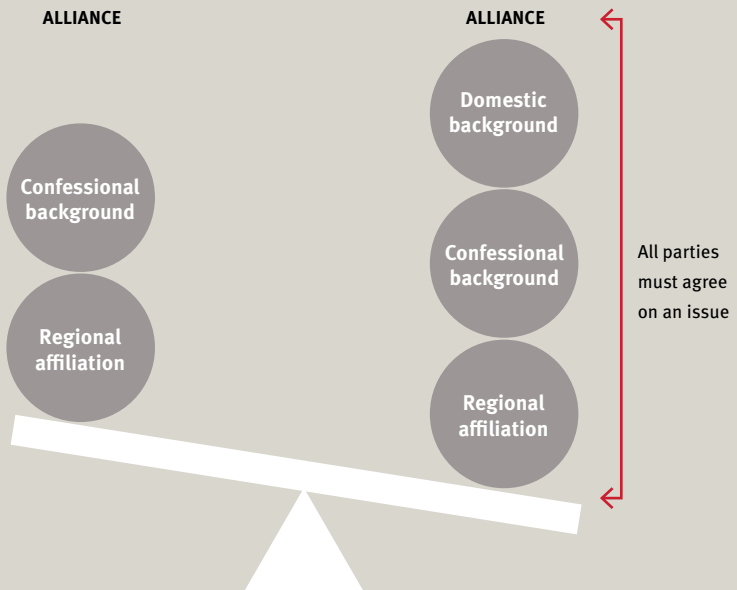 ALLIANCE
Confessional
background
Regional
affiliation
ALLIANCE
Domestic
background
Confessional
background
Regional
affiliation
All parties
must agree
on an issue